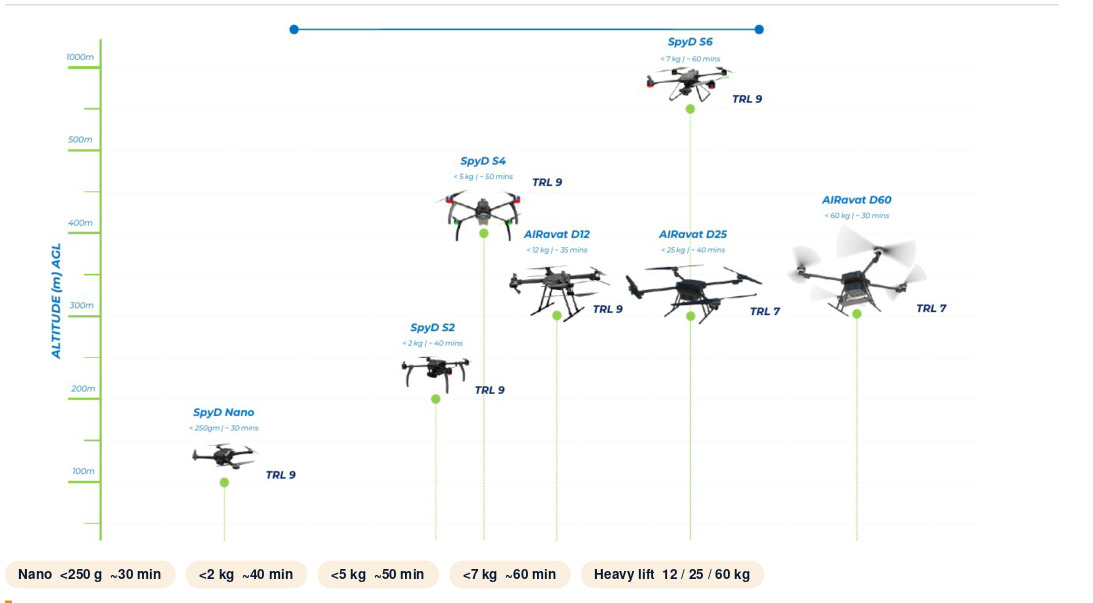 SpyD S6
< 7 kg | ~ 60 mins
TRL 9
1000m
500m
400m
300m
200m
100m
ALTITUDE (m) AGL
SpyD S4
< 5 kg | ~ 50 mins
TRL 9
AIRavat D60
< 60 kg | ~ 30 mins
TRL 7
AIRavat D12
< 12 kg | ~ 35 mins
TRL 9
AIRavat D25
< 25 kg | ~ 40 mins
TRL 7
SpyD S2
< 2 kg | ~ 40 mins
TRL 9
SpyD Nano
< 250gm | ~ 30 mins
TRL 9
Nano <250 g ~30 min
<2 kg ~40 min
<5 kg ~50 min
<7 kg ~60 min
Heavy lift 12 / 25 / 60 kg